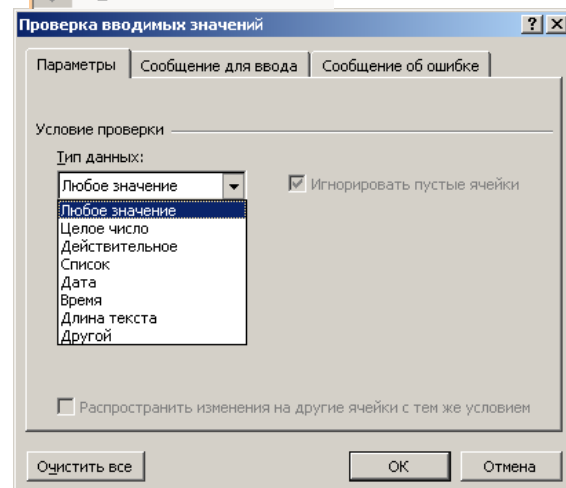 Проверка вводимых значений
Параметры Сообщение для ввода Сообщение об ошибке
Условие проверки
Тип данных:
Любое значение Игнорировать пустые ячейки
Любое значение
Целое число
Действительное
Список
Дата
Время
Длина текста
Другой
Распространить изменения на другие ячейки с тем же условием
Очистить все ОК Отмена